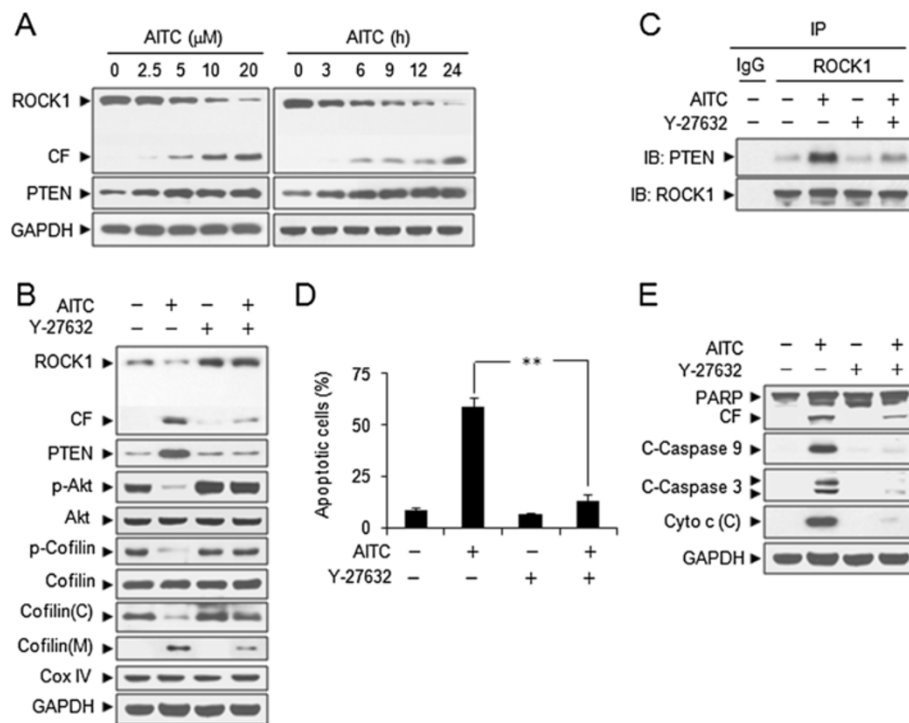 A
AITC (μM) AITC (h)
0 2.5 5 10 20 0 3 6 9 12 24
ROCK1
CF
PTEN
GAPDH
C
IP
IgG ROCK1
AITC – – + – +
Y-27632 – – – + +
IB: PTEN
IB: ROCK1
B
AITC – + – +
Y-27632 – – + +
ROCK1
CF
PTEN
p-Akt
Akt
p-Cofilin
Cofilin
Cofilin(C)
Cofilin(M)
Cox IV
GAPDH
D
**
Apoptotic cells (%)
75
50
25
0
AITC – + – +
Y-27632 – – + +
E
AITC – + – +
Y-27632 – – + +
PARP
CF
C-Caspase 9
C-Caspase 3
Cyto c (C)
GAPDH